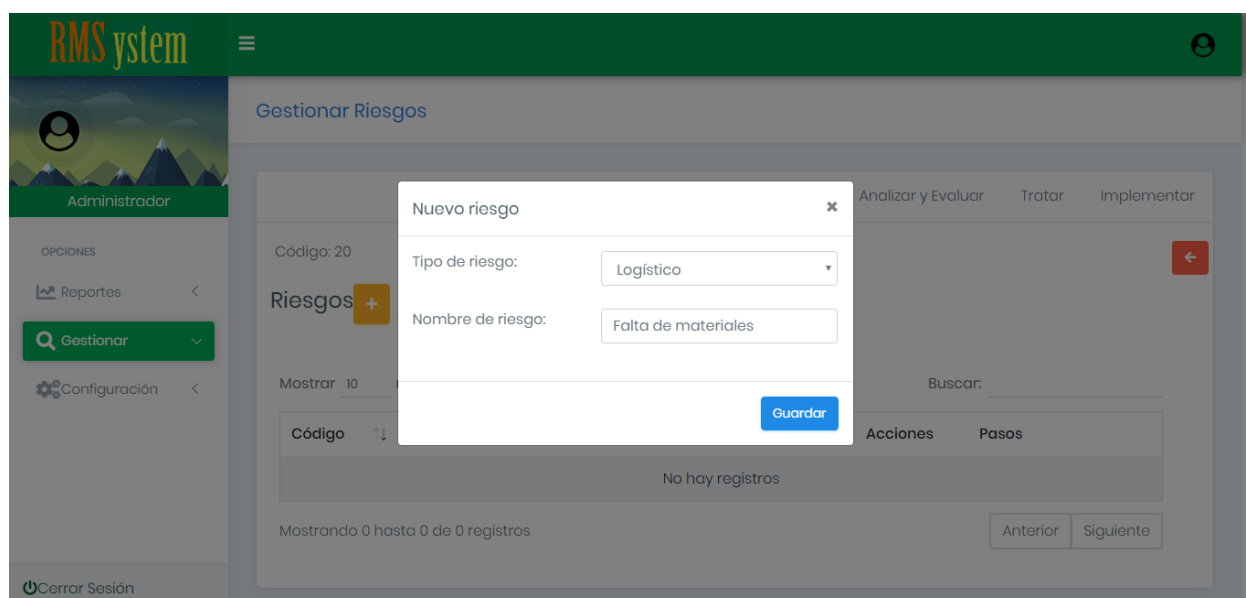 RMSystem
Gestionar Riesgos
Administrador
Analizar y Evaluar Tratar Implementar
Nuevo riesgo
OPCIONES
Código: 20
Tipo de riesgo: Logístico
Reportes
Riesgos +
Nombre de riesgo: Falta de materiales
Gestionar
Configuración
Mostrar 10 Buscar:
Guardar
Código Acciones Pasos
No hay registros
Mostrando 0 hasta 0 de 0 registros Anterior Siguiente
Cerrar Sesión